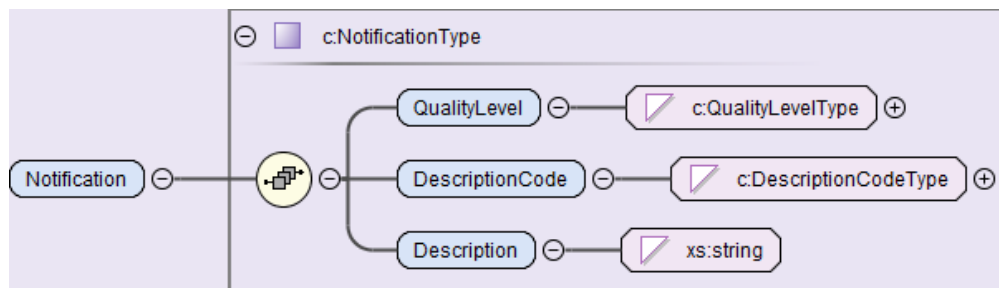 c:NotificationType
QualityLevel c:QualityLevelType
Notification DescriptionCode c:DescriptionCodeType
Description xs:string